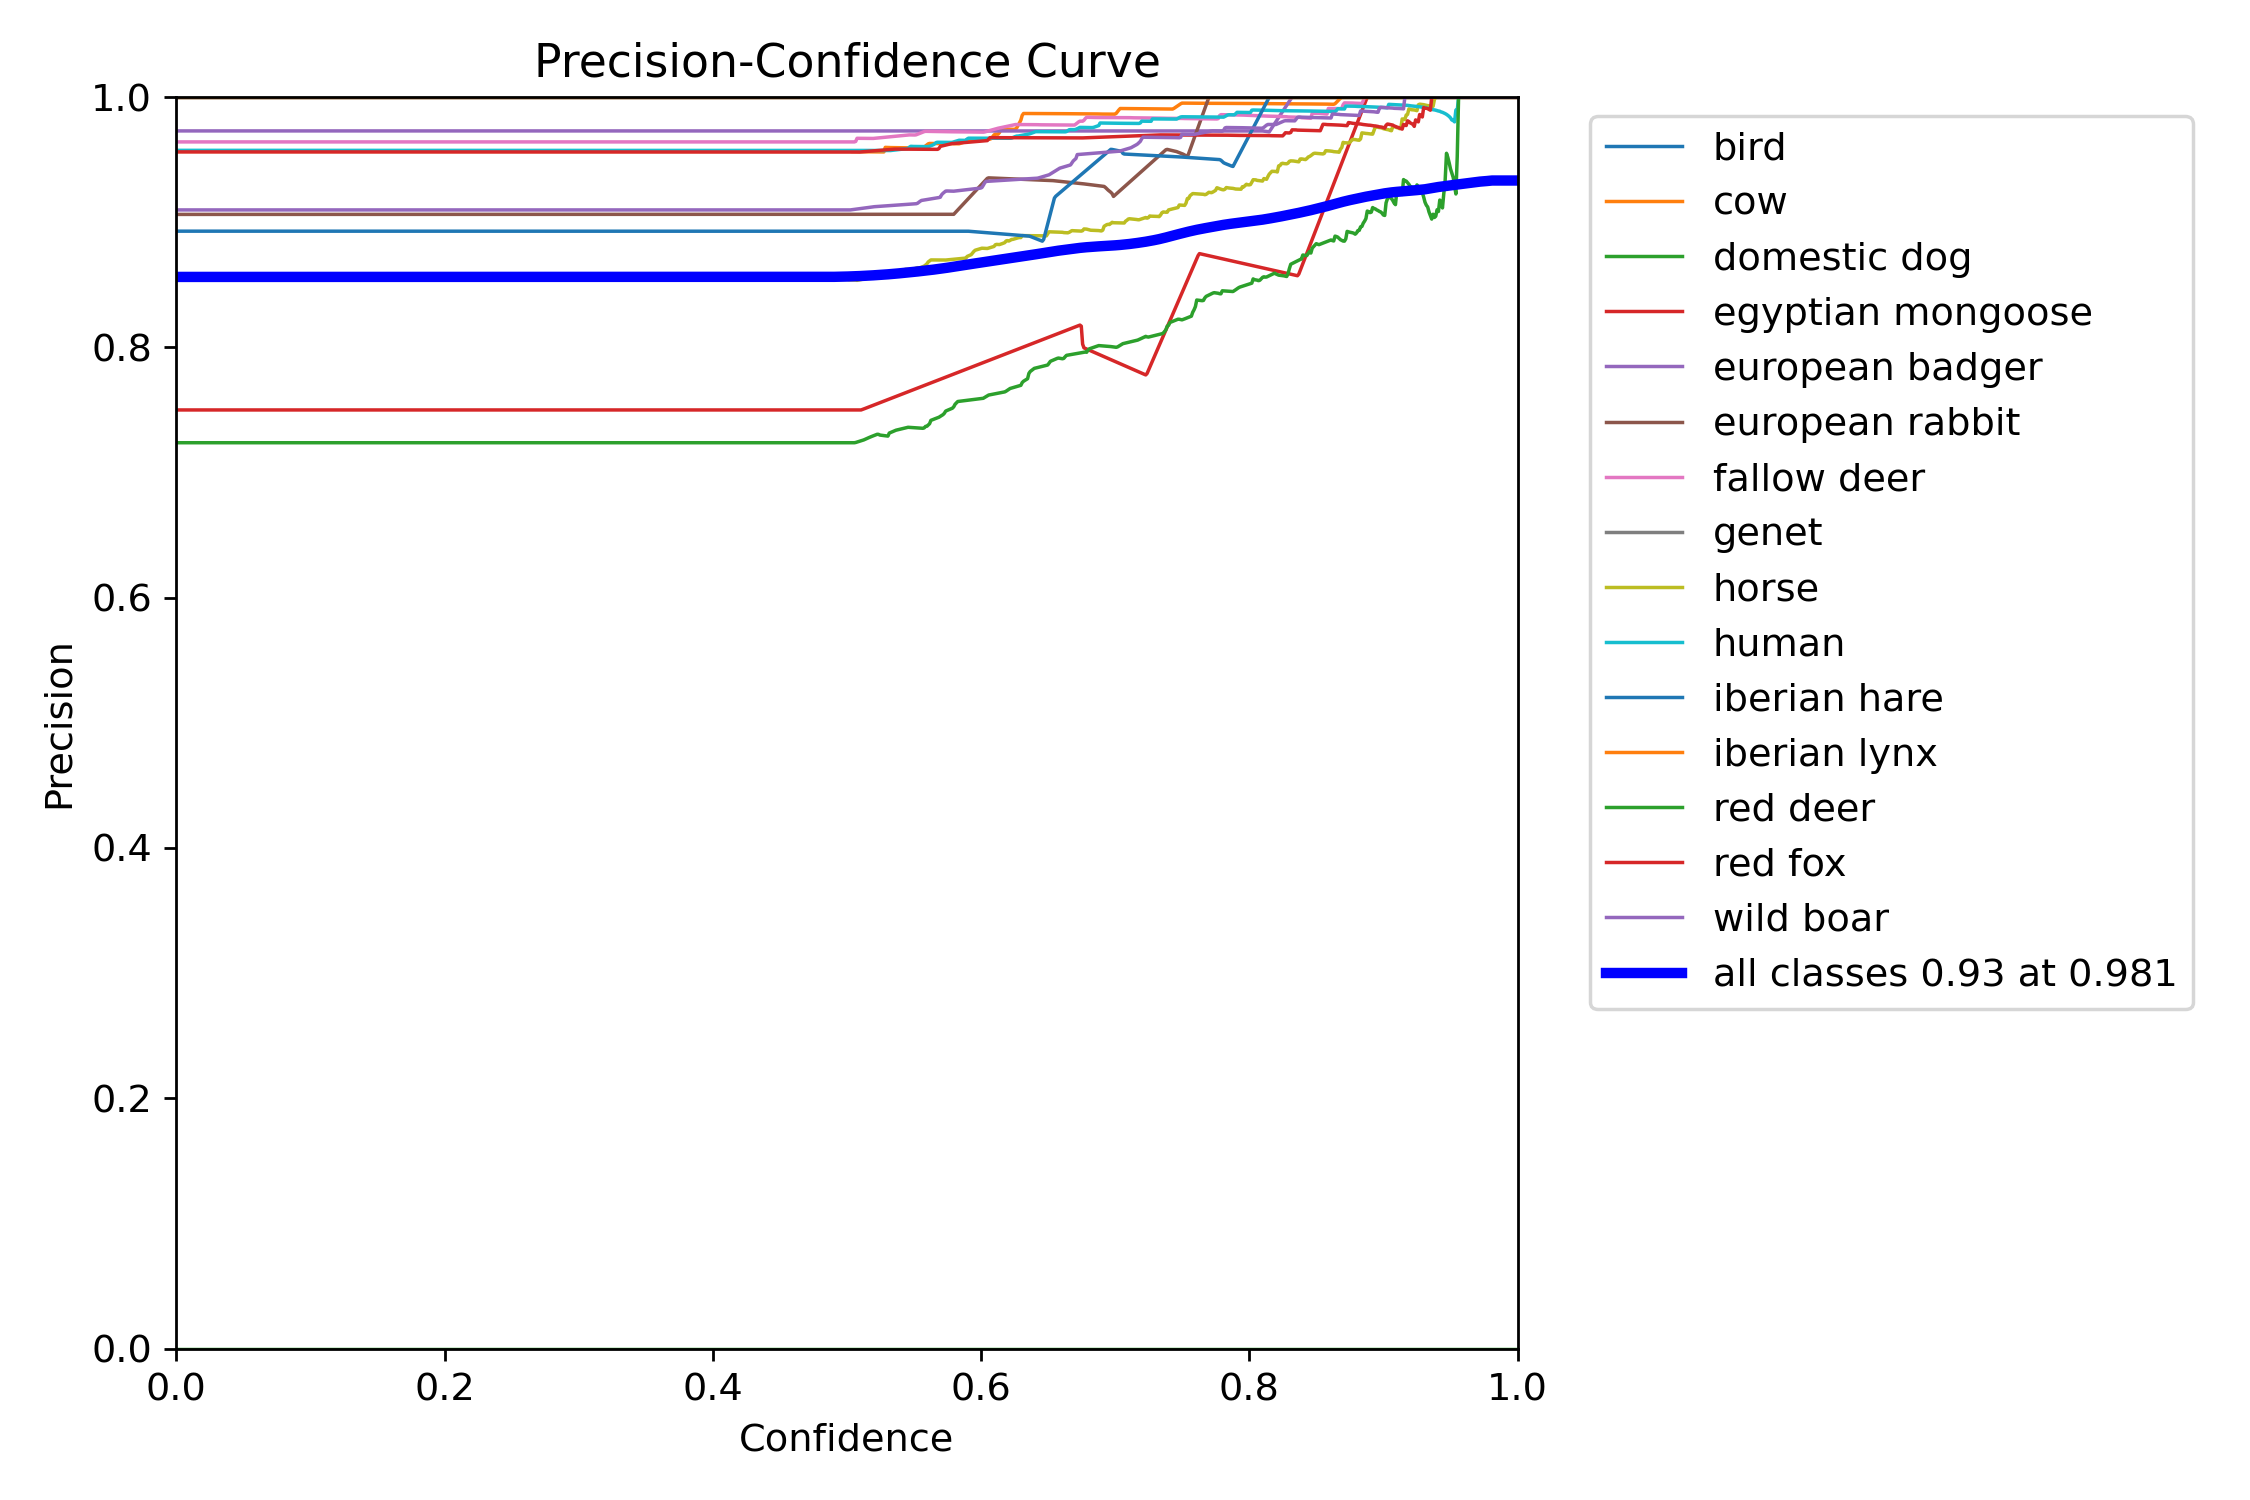 Precision-Confidence Curve
1.0
0.8
0.6
0.4
0.2
0.0
Precision
0.0 0.2 0.4 0.6 0.8 1.0
Confidence
bird
cow
domestic dog
egyptian mongoose
european badger
european rabbit
fallow deer
genet
horse
human
iberian hare
iberian lynx
red deer
red fox
wild boar
all classes 0.93 at 0.981